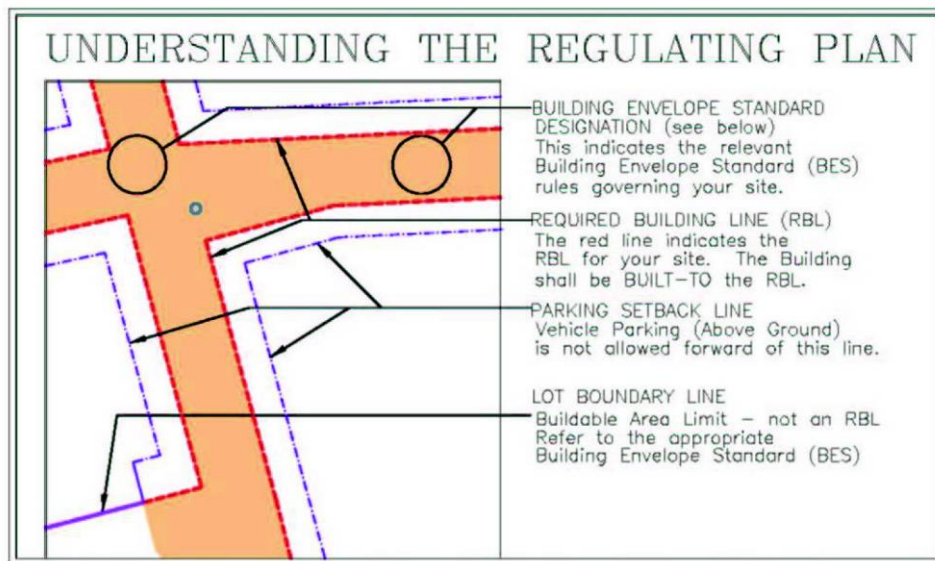 UNDERSTANDING THE REGULATING PLAN
BUILDING ENVELOPE STANDARD
DESIGNATION (see below)
This indicates the relevant
Building Envelope Standard (BES)
rules governing your site.
REQUIRED BUILDING LINE (RBL)
The red line indicates the
RBL for your site. The Building
shall be BUILT-TO the RBL.
PARKING SETBACK LINE
Vehicle Parking (Above Ground)
is not allowed forward of this line.
LOT BOUNDARY LINE
Buildable Area Limit - not an RBL
Refer to the appropriate
Building Envelope Standard (BES)